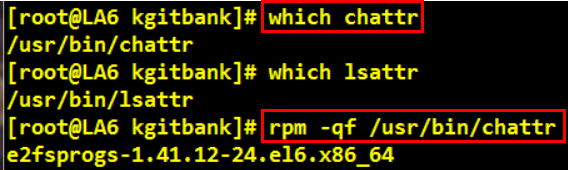 [root@LA6 kgitbank]# which chattr
/usr/bin/chattr
[root@LA6 kgitbank]# which lsattr
/usr/bin/lsattr
[root@LA6 kgitbank]# rpm -qf /usr/bin/chattr
e2fsprogs-1.41.12-24.el6.x86_64